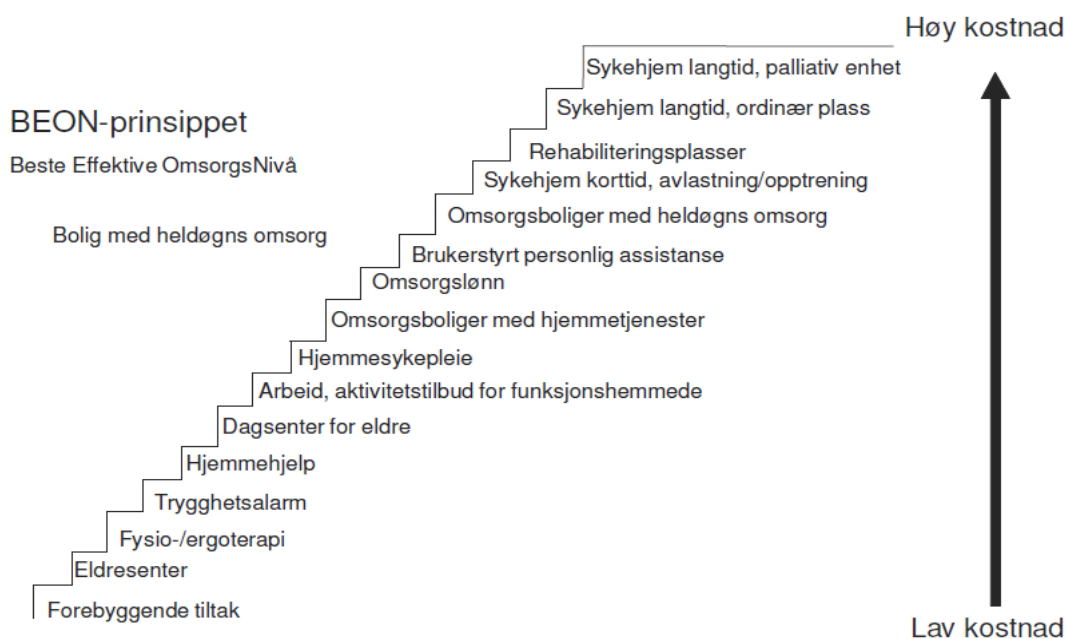 Høy kostnad
Sykehjem langtid, palliativ enhet
Sykehjem langtid, ordinær plass
BEON-prinsippet
Rehabiliteringsplasser
Beste Effektive OmsorgsNivå
Sykehjem korttid, avlastning/opptrening
Omsorgsboliger med heldøgns omsorg
Bolig med heldøgns omsorg
Brukerstyrt personlig assistanse
Omsorgslønn
Omsorgsboliger med hjemmetjenester
Hjemmesykepleie
Arbeid, aktivitetstilbud for funksjonshemmede
Dagsenter for eldre
Hjemmehjelp
Trygghetsalarm
Fysio-/ergoterapi
Eldresenter
Forebyggende tiltak
Lav kostnad